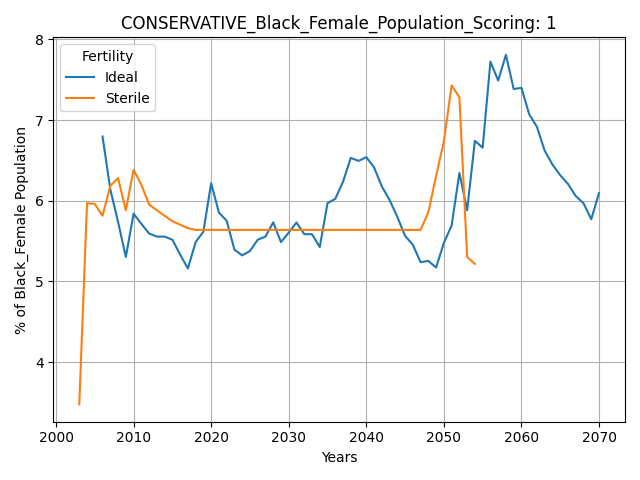 CONSERVATIVE_Black_Female_Population_Scoring: 1
8
7
6
5
4
% of Black_Female Population
Fertility
Ideal
Sterile
2000 2010 2020 2030 2040 2050 2060 2070
Years